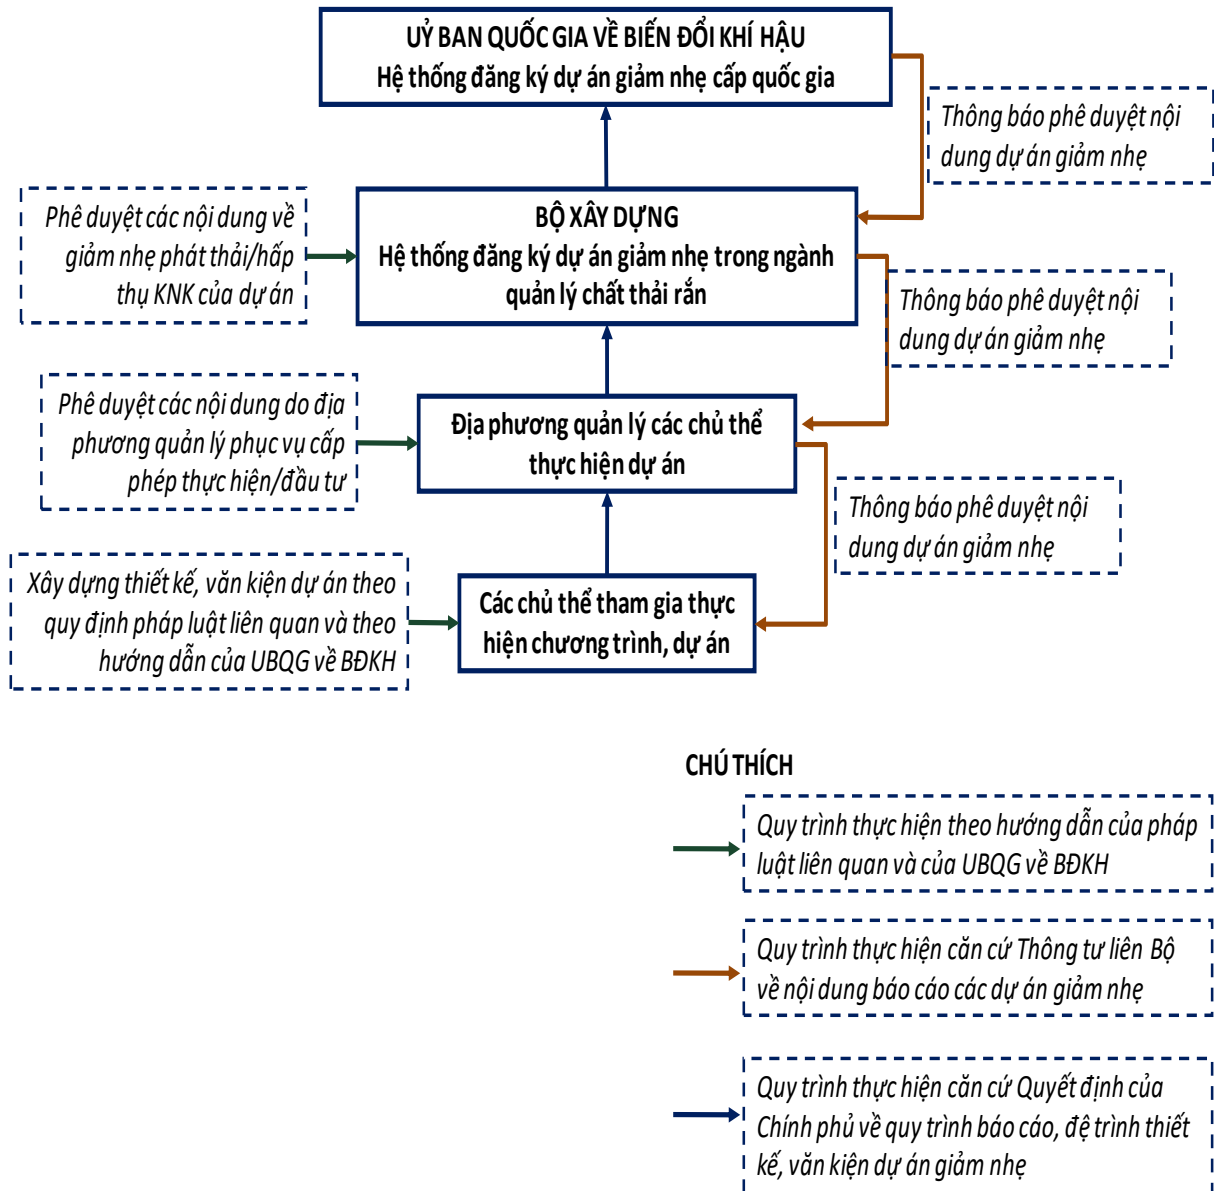 UỶ BAN QUỐC GIA VỀ BIẾN ĐỔI KHÍ HẬU
Hệ thống đăng ký dự án giảm nhẹ cấp quốc gia
Thông báo phê duyệt nội
dung dự án giảm nhẹ
Phê duyệt các nội dung về
giảm nhẹ phát thải/hấp
thụ KNK của dự án
BỘ XÂY DỰNG
Hệ thống đăng ký dự án giảm nhẹ trong ngành
quản lý chất thải rắn
Thông báo phê duyệt nội
dung dự án giảm nhẹ
Phê duyệt các nội dung do địa
phương quản lý phục vụ cấp
phép thực hiện/đầu tư
Địa phương quản lý các chủ thể
thực hiện dự án
Thông báo phê duyệt nội
dung dự án giảm nhẹ
Xây dựng thiết kế, văn kiện dự án theo
quy định pháp luật liên quan và theo
hướng dẫn của UBQG về BĐKH
Các chủ thể tham gia thực
hiện chương trình, dự án
CHÚ THÍCH
Quy trình thực hiện theo hướng dẫn của pháp
luật liên quan và của UBQG về BĐKH
Quy trình thực hiện căn cứ Thông tư liên Bộ
về nội dung báo cáo các dự án giảm nhẹ
Quy trình thực hiện căn cứ Quyết định của
Chính phủ về quy trình báo cáo, đệ trình thiết
kế, văn kiện dự án giảm nhẹ